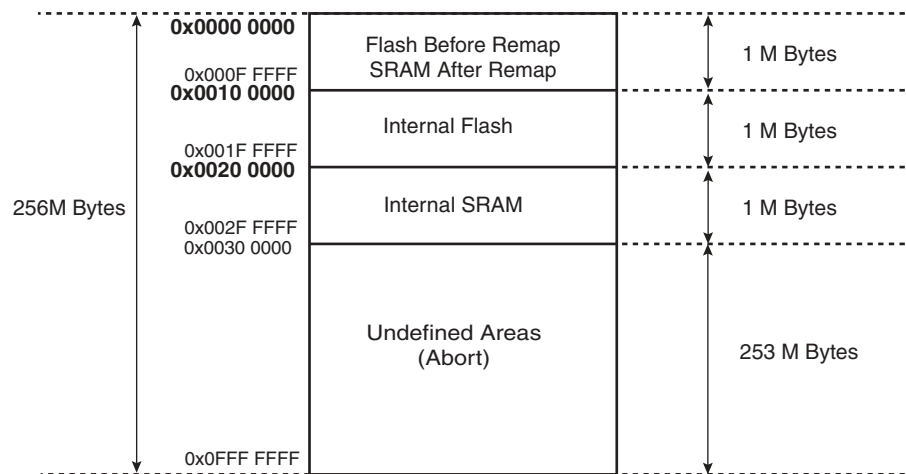 0x0000 0000
Flash Before Remap
SRAM After Remap
1 M Bytes
0x000F FFFF
0x0010 0000
Internal Flash
1 M Bytes
0x001F FFFF
0x0020 0000
256M Bytes
Internal SRAM
1 M Bytes
0x002F FFFF
0x0030 0000
Undefined Areas
(Abort)
253 M Bytes
0x0FFF FFFF